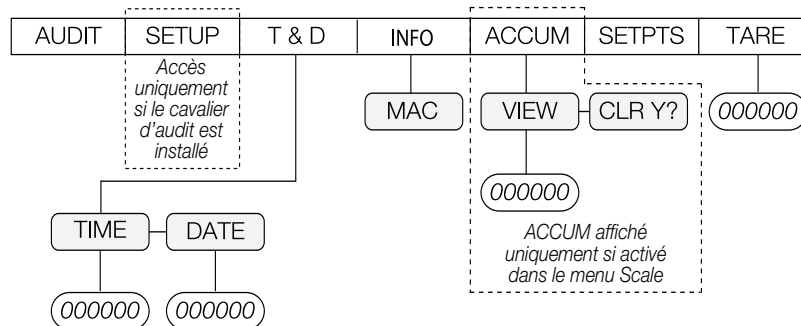 AUDIT SETUP T & D INFO ACCUM SETPTS TARE
Accès
uniquement
si le cavalier
d'audit est
installé
MAC VIEW CLR Y? 000000
000000
TIME DATE
ACCUM affiché
uniquement si activé
dans le menu Scale
000000 000000